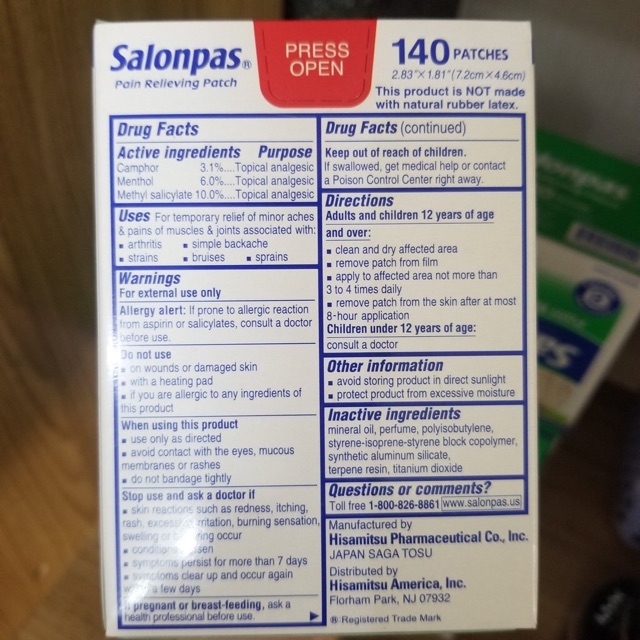 Salonpas®
Pain Relieving Patch
PRESS
OPEN
140 PATCHES
2.83"X1.81"(7.2cmX4.6cm)
This product is NOT made
with natural rubber latex.
Drug Facts
Active ingredients Purpose
Camphor 3.1%....Topical analgesic
Menthol 6.0%....Topical analgesic
Methyl salicylate 10.0%....Topical analgesic
Uses For temporary relief of minor aches
& pains of muscles & joints associated with:
▪ arthritis ▪ simple backache
▪ strains ▪ bruises ▪ sprains
Warnings
For external use only
Allergy alert: If prone to allergic reaction
from aspirin or salicylates, consult a doctor
before use.
Do not use
▪ on wounds or damaged skin
▪ with a heating pad
▪ if you are allergic to any ingredients of
this product
When using this product
▪ use only as directed
▪ avoid contact with the eyes, mucous
membranes or rashes
▪ do not bandage tightly
Stop use and ask a doctor if
▪ skin reactions such as redness, itching,
rash, excessive irritation, burning sensation,
swelling or occur
▪ conditions
▪ symptoms persist for more than 7 days
▪ symptoms clear up and occur again
a few days
If pregnant or breast-feeding, ask a
health professional before use.
Drug Facts (continued)
Keep out of reach of children.
If swallowed, get medical help or contact
a Poison Control Center right away.
Directions
Adults and children 12 years of age
and over:
▪ clean and dry affected area
▪ remove patch from film
▪ apply to affected area not more than
3 to 4 times daily
▪ remove patch from the skin after at most
8-hour application
Children under 12 years of age:
consult a doctor
Other information
▪ avoid storing product in direct sunlight
▪ protect product from excessive moisture
Inactive ingredients
mineral oil, perfume, polyisobutylene,
styrene-isoprene-styrene block copolymer,
synthetic aluminum silicate,
terpene resin, titanium dioxide
Questions or comments?
Toll free 1-800-826-8861 www.salonpas.us
Manufactured by
Hisamitsu Pharmaceutical Co., Inc.
JAPAN SAGA TOSU
Distributed by
Hisamitsu America, Inc.
Florham Park, NJ 07932
® Registered Trade Mark